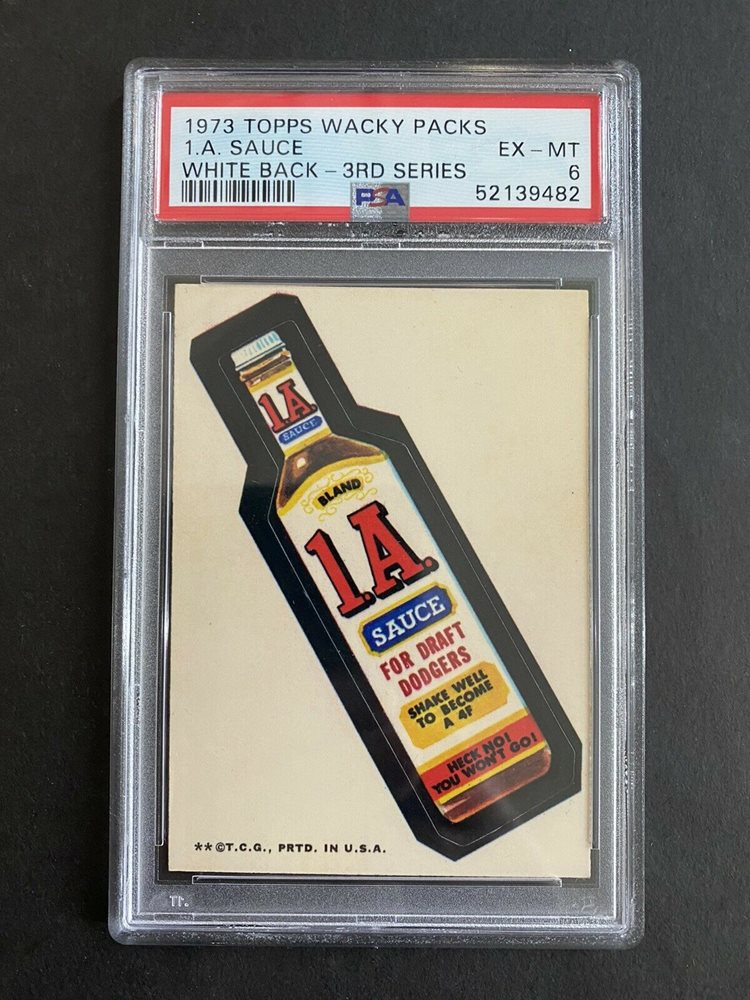 1973 TOPPS WACKY PACKS
1.A. SAUCE EX-MT
WHITE BACK-3RD SERIES 6
PSA 52139482
1.A.
SAUCE
BLAND
1.A.
SAUCE
FOR DRAFT
DODGERS
SHAKE WELL
TO BECOME
A 4F
HECK NO!
YOU WON'T GO!
**©T.C.G., PRTD. IN U.S.A.